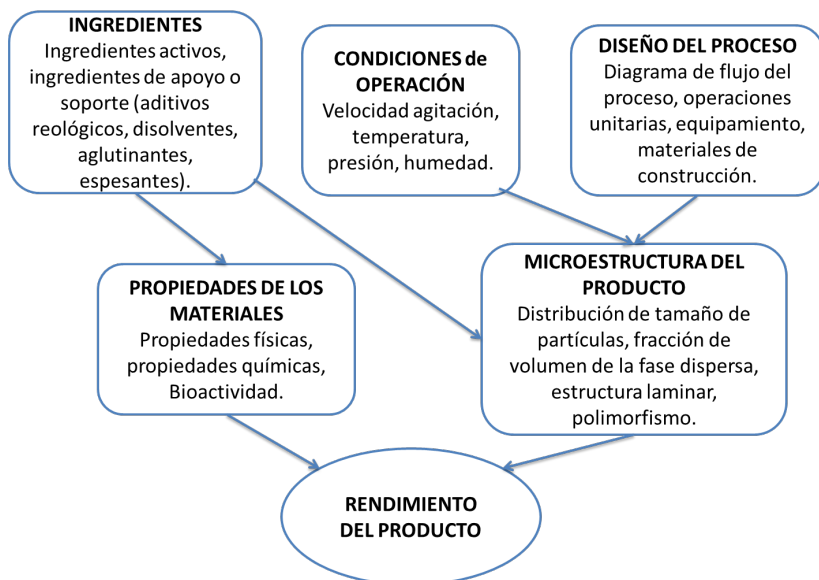 INGREDIENTES
Ingredientes activos,
ingredientes de apoyo o
soporte (aditivos
reológicos, disolventes,
aglutinantes,
espesantes).
CONDICIONES de
OPERACIÓN
Velocidad agitación,
temperatura,
presión, humedad.
DISEÑO DEL PROCESO
Diagrama de flujo del
proceso, operaciones
unitarias, equipamiento,
materiales de
construcción.
PROPIEDADES DE LOS
MATERIALES
Propiedades físicas,
propiedades químicas,
Bioactividad.
MICROESTRUCTURA DEL
PRODUCTO
Distribución de tamaño de
partículas, fracción de
volumen de la fase dispersa,
estructura laminar,
polimorfismo.
RENDIMIENTO
DEL PRODUCTO